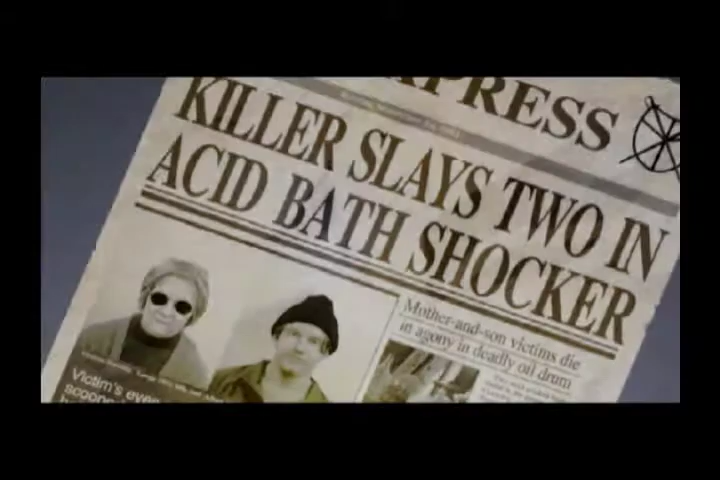 EXPRESS
KILLER SLAYS TWO IN
ACID BATH SHOCKER
Mother-and-son victims die
in agony in deadly oil drum
Victim's eyes